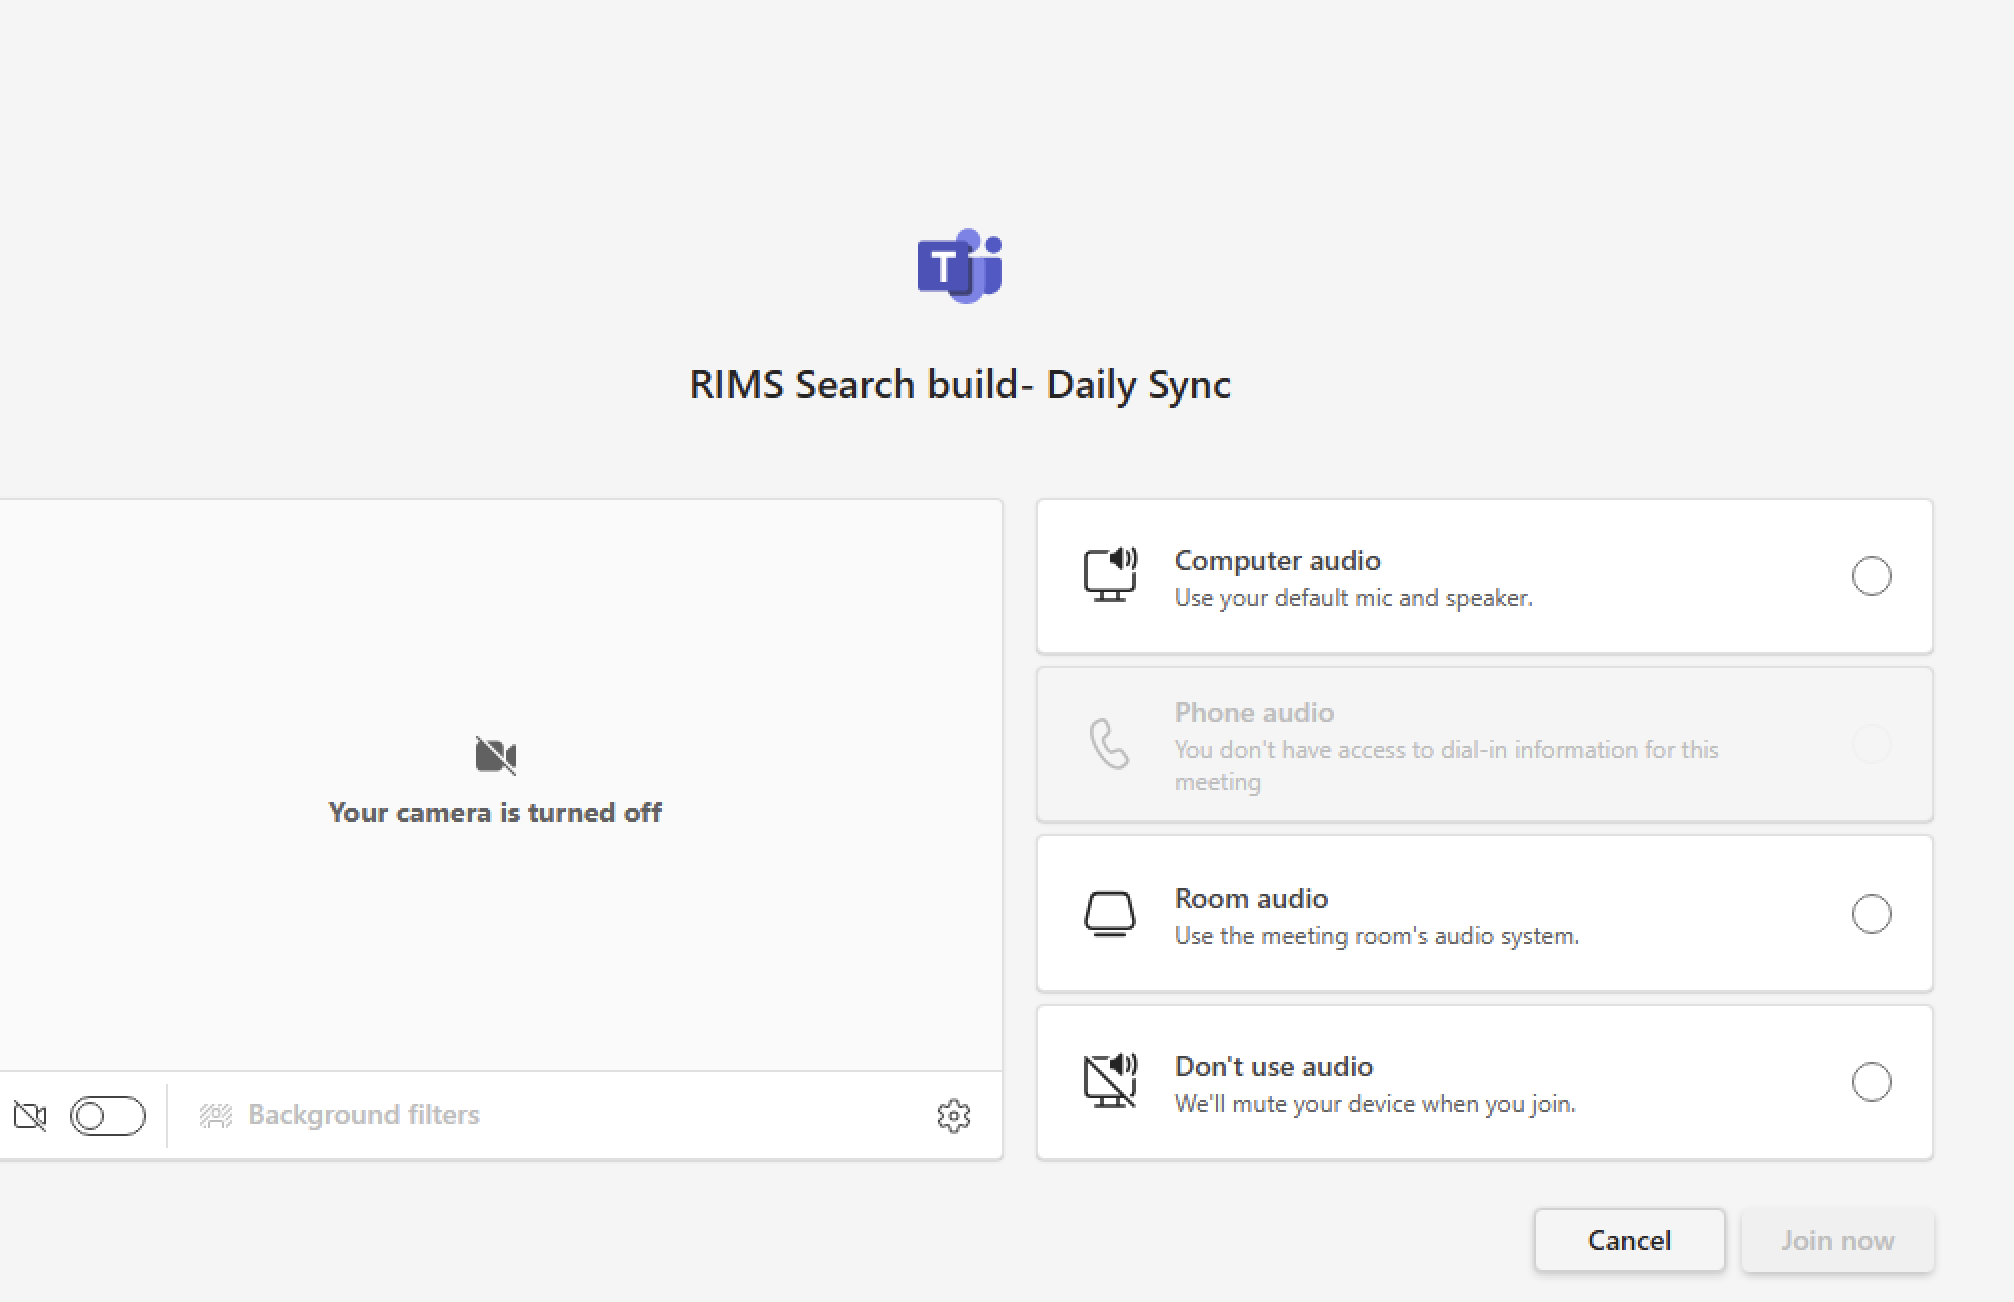 T
RIMS Search build- Daily Sync
Your camera is turned off
Background filters
Computer audio
Use your default mic and speaker.
Phone audio
You don't have access to dial-in information for this
meeting
Room audio
Use the meeting room's audio system.
Don't use audio
We'll mute your device when you join.
Cancel
Join now